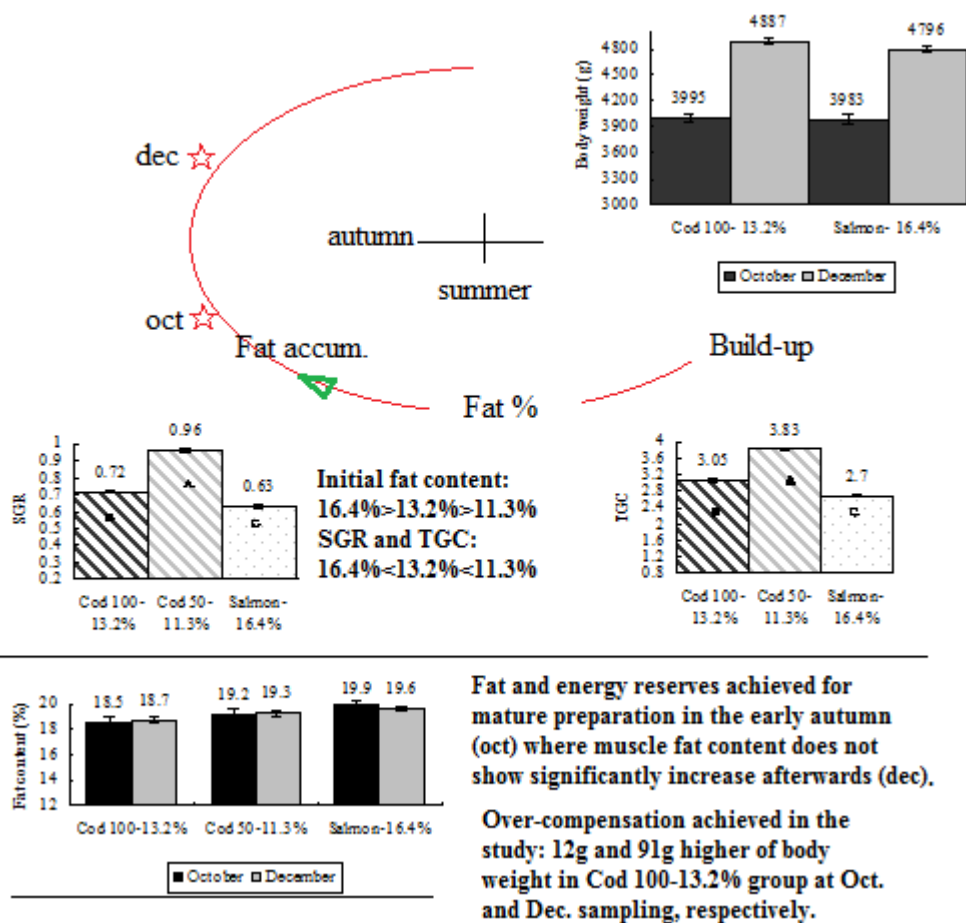 4887
4796
4800
4500
4200
3900
3600
3300
3000
Body weight (g)
3995
3983
Cod 100- 13.2%
Salmon- 16.4%
October
December
dec
autumn
summer
oct
Fat accum.
Build-up
Fat %
1
0.9
0.8
0.7
0.6
0.5
0.4
0.3
0.2
SGR
0.72
0.96
0.63
Cod 100-
13.2%
Cod 50-
11.3%
Salmon-
16.4%
Initial fat content:
16.4%>13.2%>11.3%
SGR and TGC:
16.4%<13.2%<11.3%
4
3.6
3.2
2.8
2.4
2
1.6
1.2
0.8
TGC
3.05
3.83
2.7
Cod 100-
13.2%
Cod 50-
11.3%
Salmon-
16.4%
20
18
16
14
12
Fat content (%)
18.5
18.7
19.2
19.3
19.9
19.6
Cod 100-13.2%
Cod 50-11.3%
Salmon-16.4%
October
December
Fat and energy reserves achieved for
mature preparation in the early autumn
(oct) where muscle fat content does not
show significantly increase afterwards (dec).
Over-compensation achieved in the
study: 12g and 91g higher of body
weight in Cod 100-13.2% group at Oct.
and Dec. sampling, respectively.